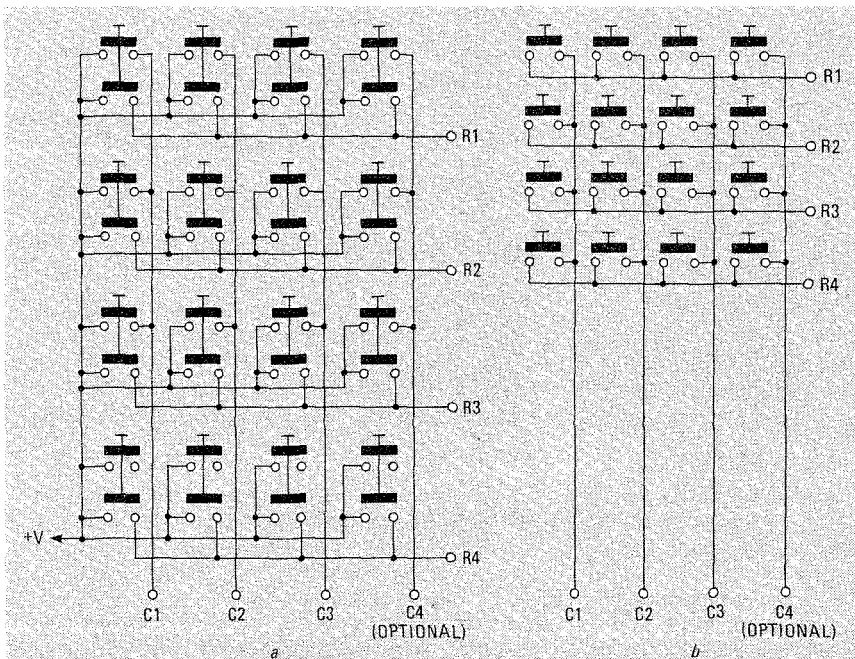 R1
R2
R3
+V
R4
C1 C2 C3 C4
(OPTIONAL)
a
R1
R2
R3
R4
C1 C2 C3 C4
(OPTIONAL)
b